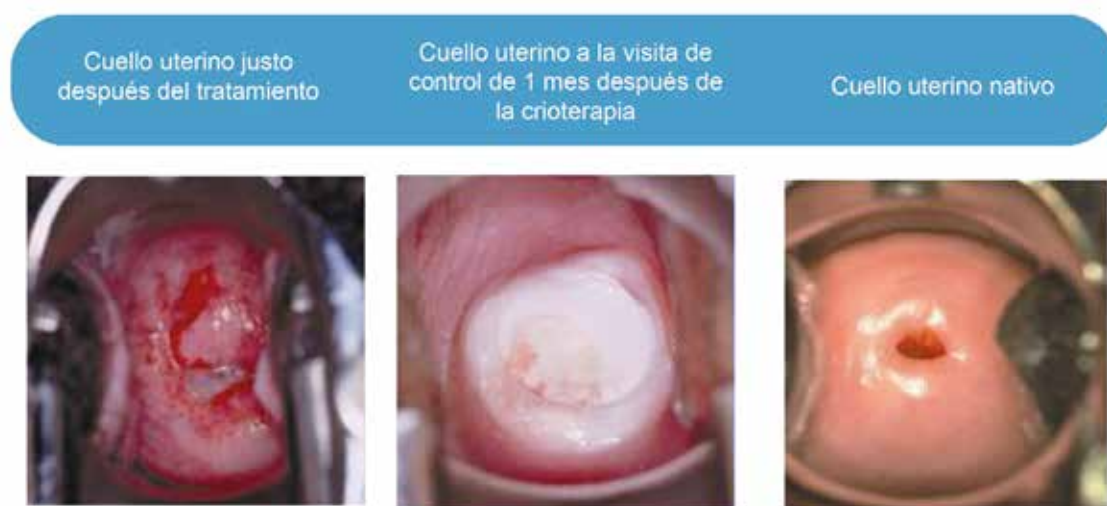 Cuello uterino justo
después del tratamiento
Cuello uterino a la visita de
control de 1 mes después de
la crioterapia
Cuello uterino nativo